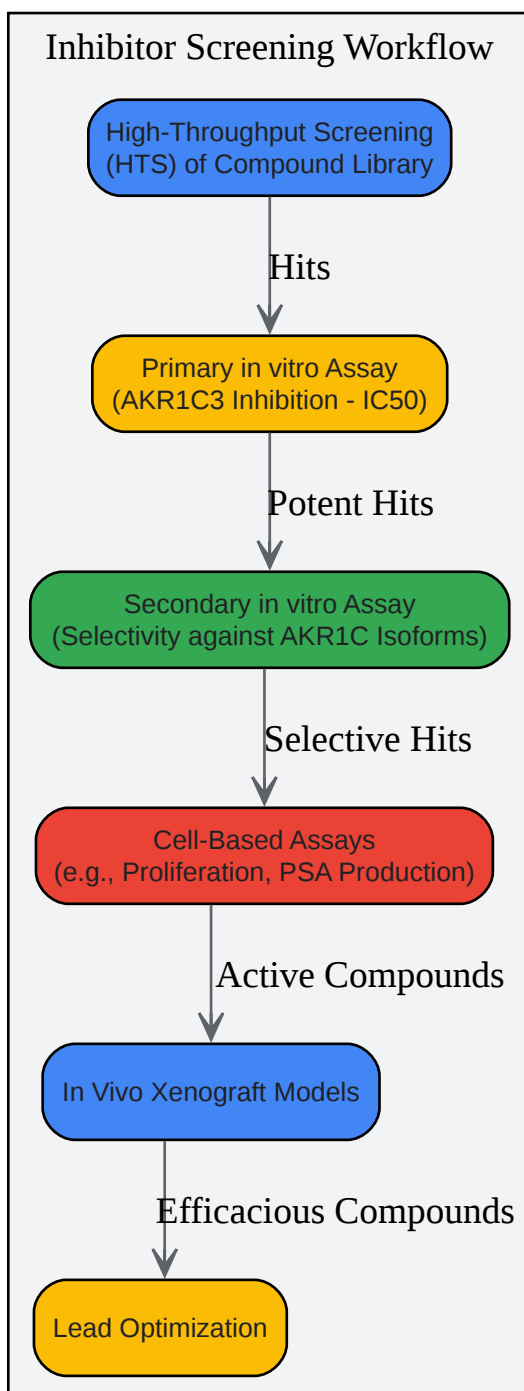 Inhibitor Screening Workflow
High-Throughput Screening
(HTS) of Compound Library
Hits
Primary in vitro Assay
(AKR1C3 Inhibition - IC50)
Potent Hits
Secondary in vitro Assay
(Selectivity against AKR1C Isoforms)
Selective Hits
Cell-Based Assays
(e.g., Proliferation, PSA Production)
Active Compounds
In Vivo Xenograft Models
Efficacious Compounds
Lead Optimization